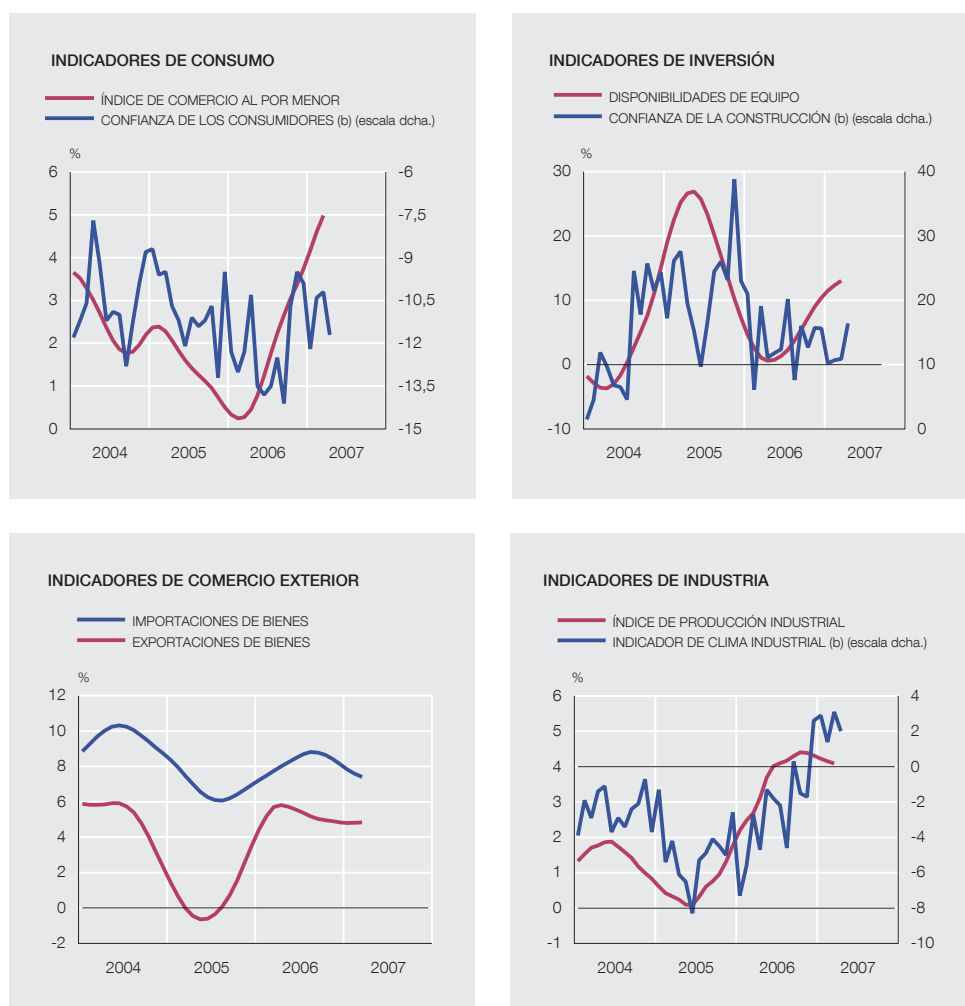 INDICADORES DE CONSUMO
ÍNDICE DE COMERCIO AL POR MENOR
CONFIANZA DE LOS CONSUMIDORES (b) (escala dcha.)
%
6 -6
5 -7,5
4 -9
3 -10,5
2 -12
1 -13,5
0 -15
2004 2005 2006 2007
INDICADORES DE INVERSIÓN
DISPONIBILIDADES DE EQUIPO
CONFIANZA DE LA CONSTRUCCIÓN (b) (escala dcha.)
%
30 40
20 30
10 20
0 10
-10 0
2004 2005 2006 2007
INDICADORES DE COMERCIO EXTERIOR
IMPORTACIONES DE BIENES
EXPORTACIONES DE BIENES
%
12
10
8
6
4
2
0
-2
2004 2005 2006 2007
INDICADORES DE INDUSTRIA
ÍNDICE DE PRODUCCIÓN INDUSTRIAL
INDICADOR DE CLIMA INDUSTRIAL (b) (escala dcha.)
%
6 4
5 2
4 0
3 -2
2 -4
1 -6
0 -8
-1 -10
2004 2005 2006 2007